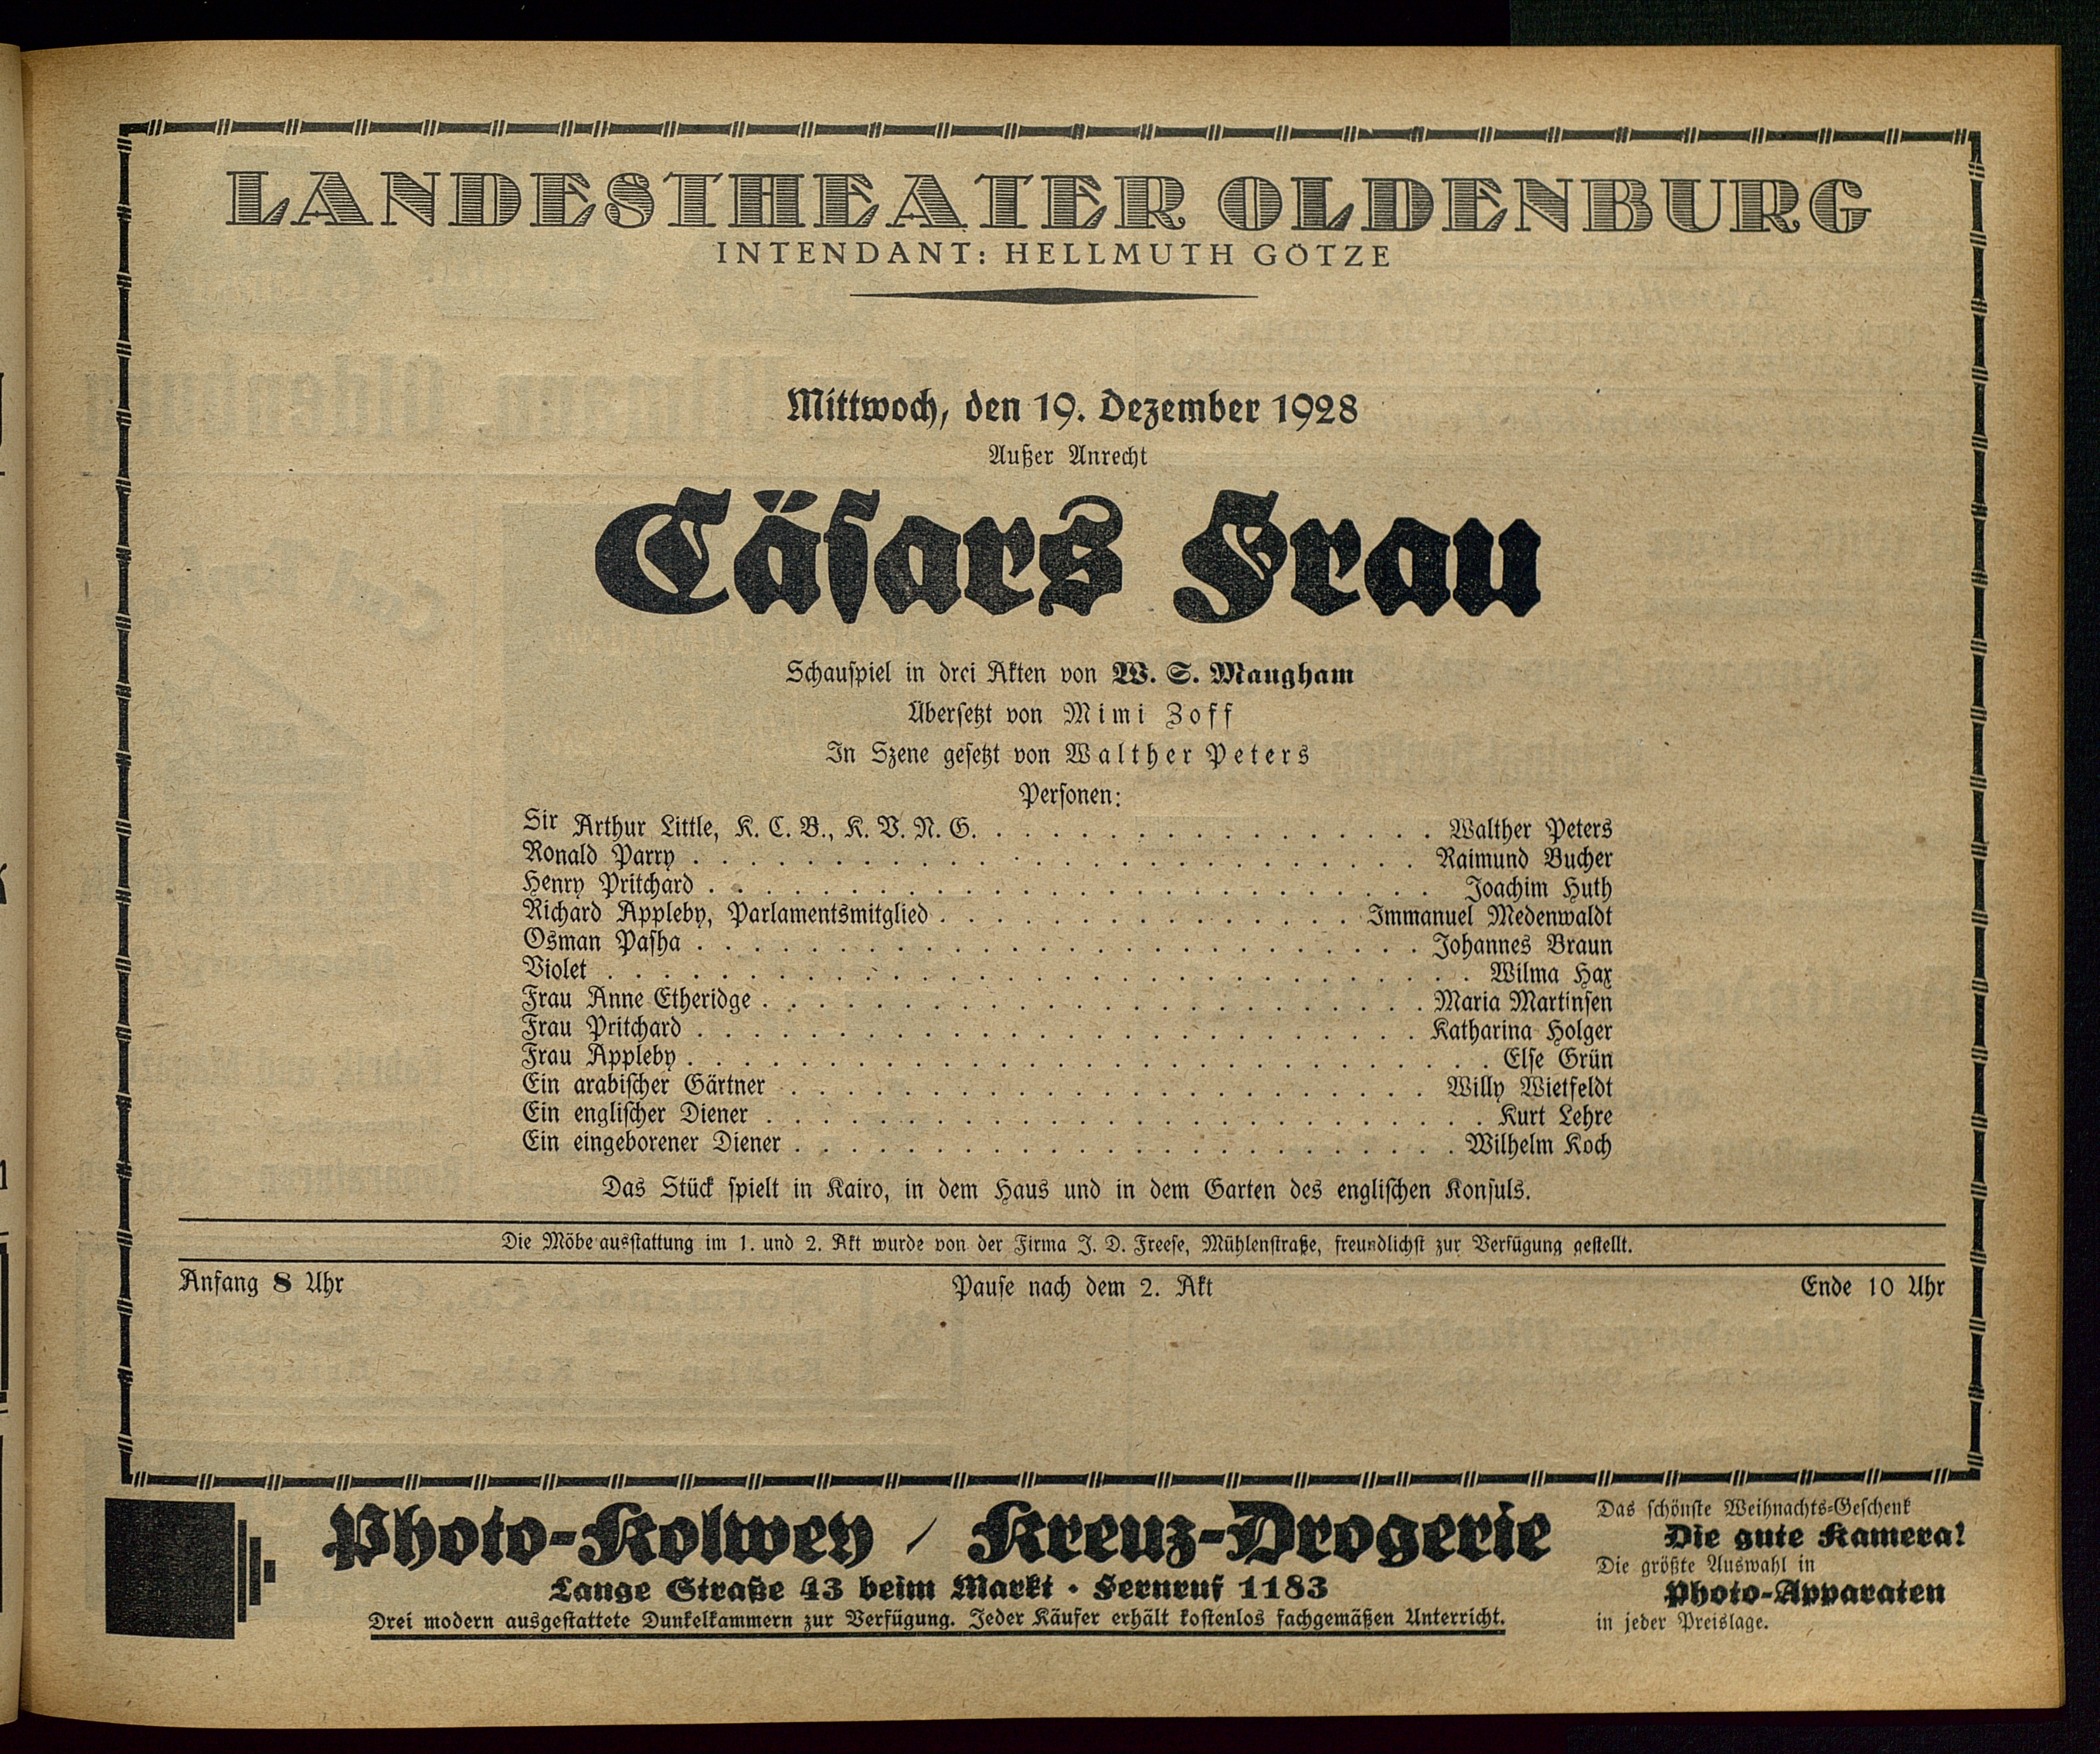 LANDESTHEATER OLDENBURG
INTENDANT: HELLMUTH GÖTZE
Mittwoch, den 19. Dezember 1928
Außer Anrecht
Cäsars Frau
Schauspiel in drei Akten von W. S. Maugham
Übersetzt von Mimi Zoff
In Szene gesetzt von Walther Peters
Personen:
Sir Arthur Little, K. C. B., K. V. N. G. . . . . . . . . . . . . . . . . Walther Peters
Ronald Parry . . . . . . . . . . . . . . . . . . . . . . . . . . Raimund Bucher
Henry Pritchard . . . . . . . . . . . . . . . . . . . . . . . . . . Joachim Huth
Richard Appleby, Parlamentsmitglied . . . . . . . . . . . . . . . Immanuel Medenwaldt
Osman Pasha . . . . . . . . . . . . . . . . . . . . . . . . . . Johannes Braun
Violet . . . . . . . . . . . . . . . . . . . . . . . . . . . . . . . Wilma Hax
Frau Anne Etheridge . . . . . . . . . . . . . . . . . . . . . . . . Maria Martinsen
Frau Pritchard . . . . . . . . . . . . . . . . . . . . . . . . . . Katharina Holger
Frau Appleby . . . . . . . . . . . . . . . . . . . . . . . . . . . . . Else Grün
Ein arabischer Gärtner . . . . . . . . . . . . . . . . . . . . . . . Willy Wietfeldt
Ein englischer Diener . . . . . . . . . . . . . . . . . . . . . . . . . . Kurt Lehre
Ein eingeborener Diener . . . . . . . . . . . . . . . . . . . . . . . . Wilhelm Koch
Das Stück spielt in Kairo, in dem Haus und in dem Garten des englischen Konsuls.
Die Möbe ausstattung im 1. und 2. Akt wurde von der Firma J. D. Freese, Mühlenstraße, freundlichst zur Verfügung gestellt.
Anfang 8 Uhr Pause nach dem 2. Akt Ende 10 Uhr
Photo-Kolwey / Kreuz-Drogerie
Lange Straße 43 beim Markt • Fernruf 1183
Drei modern ausgestattete Dunkelkammern zur Verfügung. Jeder Käufer erhält kostenlos fachgemäßen Unterricht.
Das schönste Weihnachts-Geschenk
Die gute Kamera!
Die größte Auswahl in
Photo-Apparaten
in jeder Preislage.